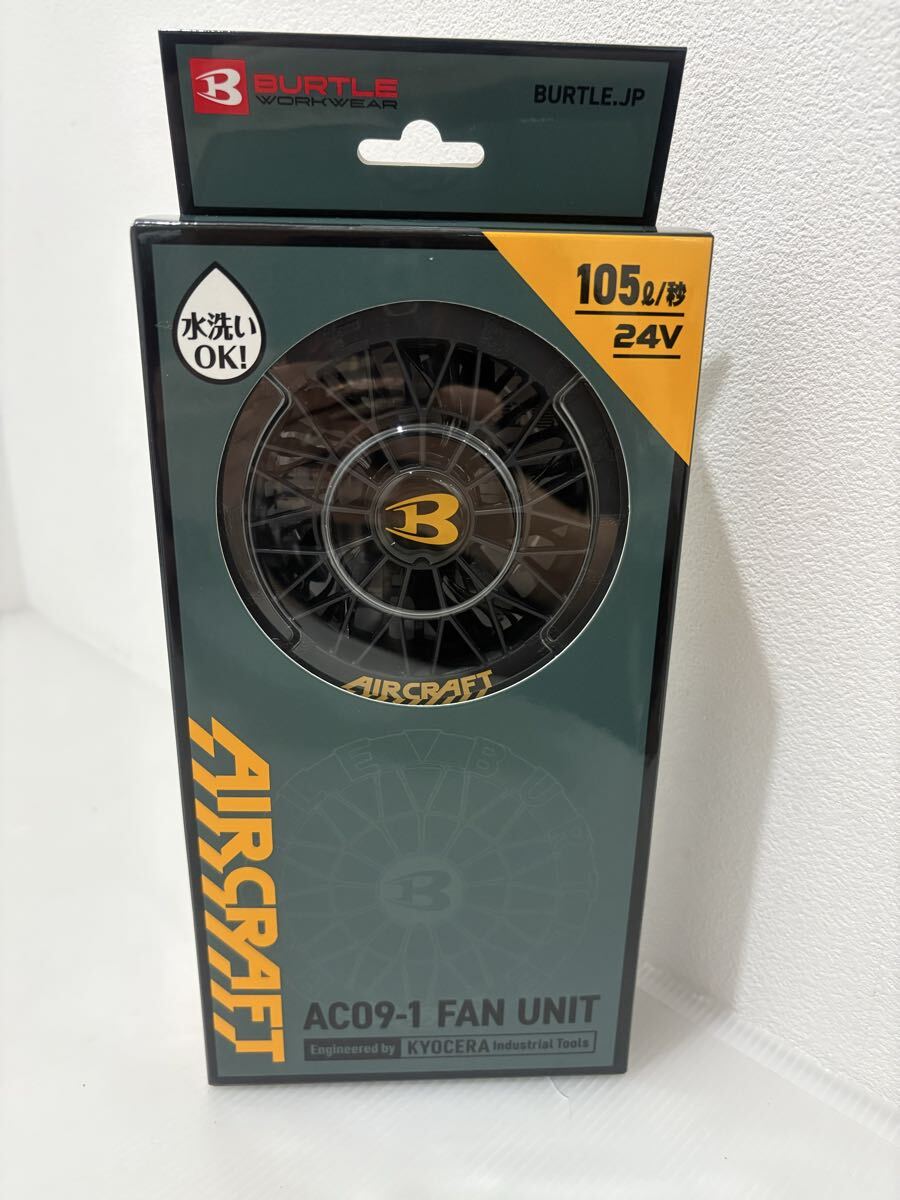 BURTLE
WORKWEAR
BURTLE.JP
水洗い
OK!
105ℓ/秒
24V
B
AIRCRAFT
AIRCRAFT
LEVBUR
B
AC09-1 FAN UNIT
Engineered by KYOCERA Industrial Tools